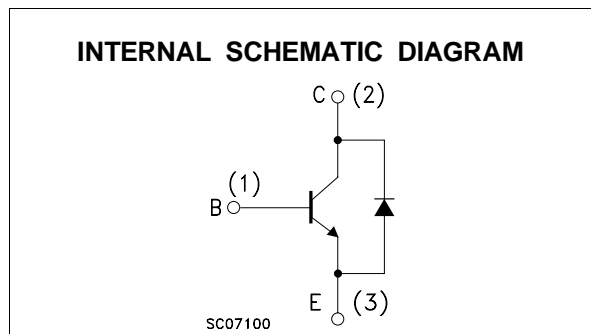 INTERNAL SCHEMATIC DIAGRAM
C (2)
(1)
B
E (3)
SC07100